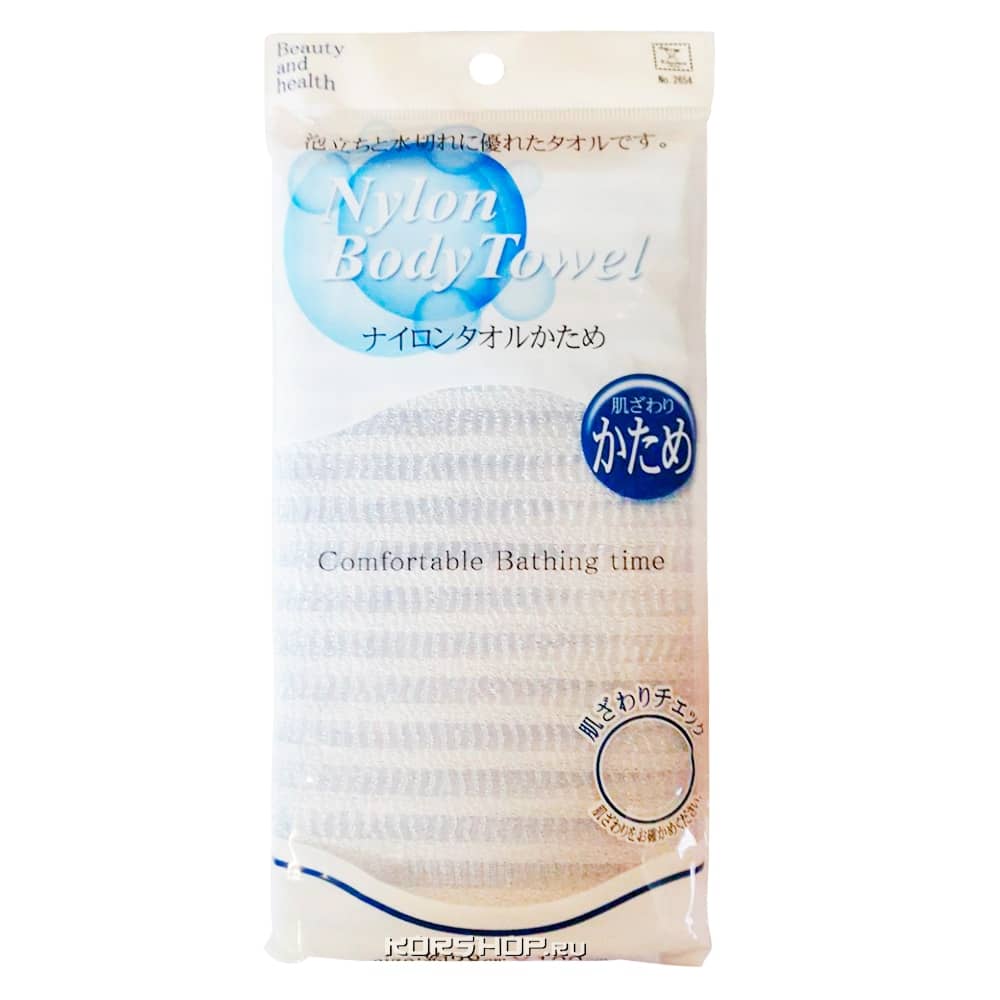 Beauty
and
health
No. 2654
泡立ちと水切れに優れたタオルです。
Nylon
Body Towel
ナイロンタオルかため
肌ざわり
かため
Comfortable Bathing time
肌ざわりチェック
肌ざわりをお確かめください。
KORSHOP.ru